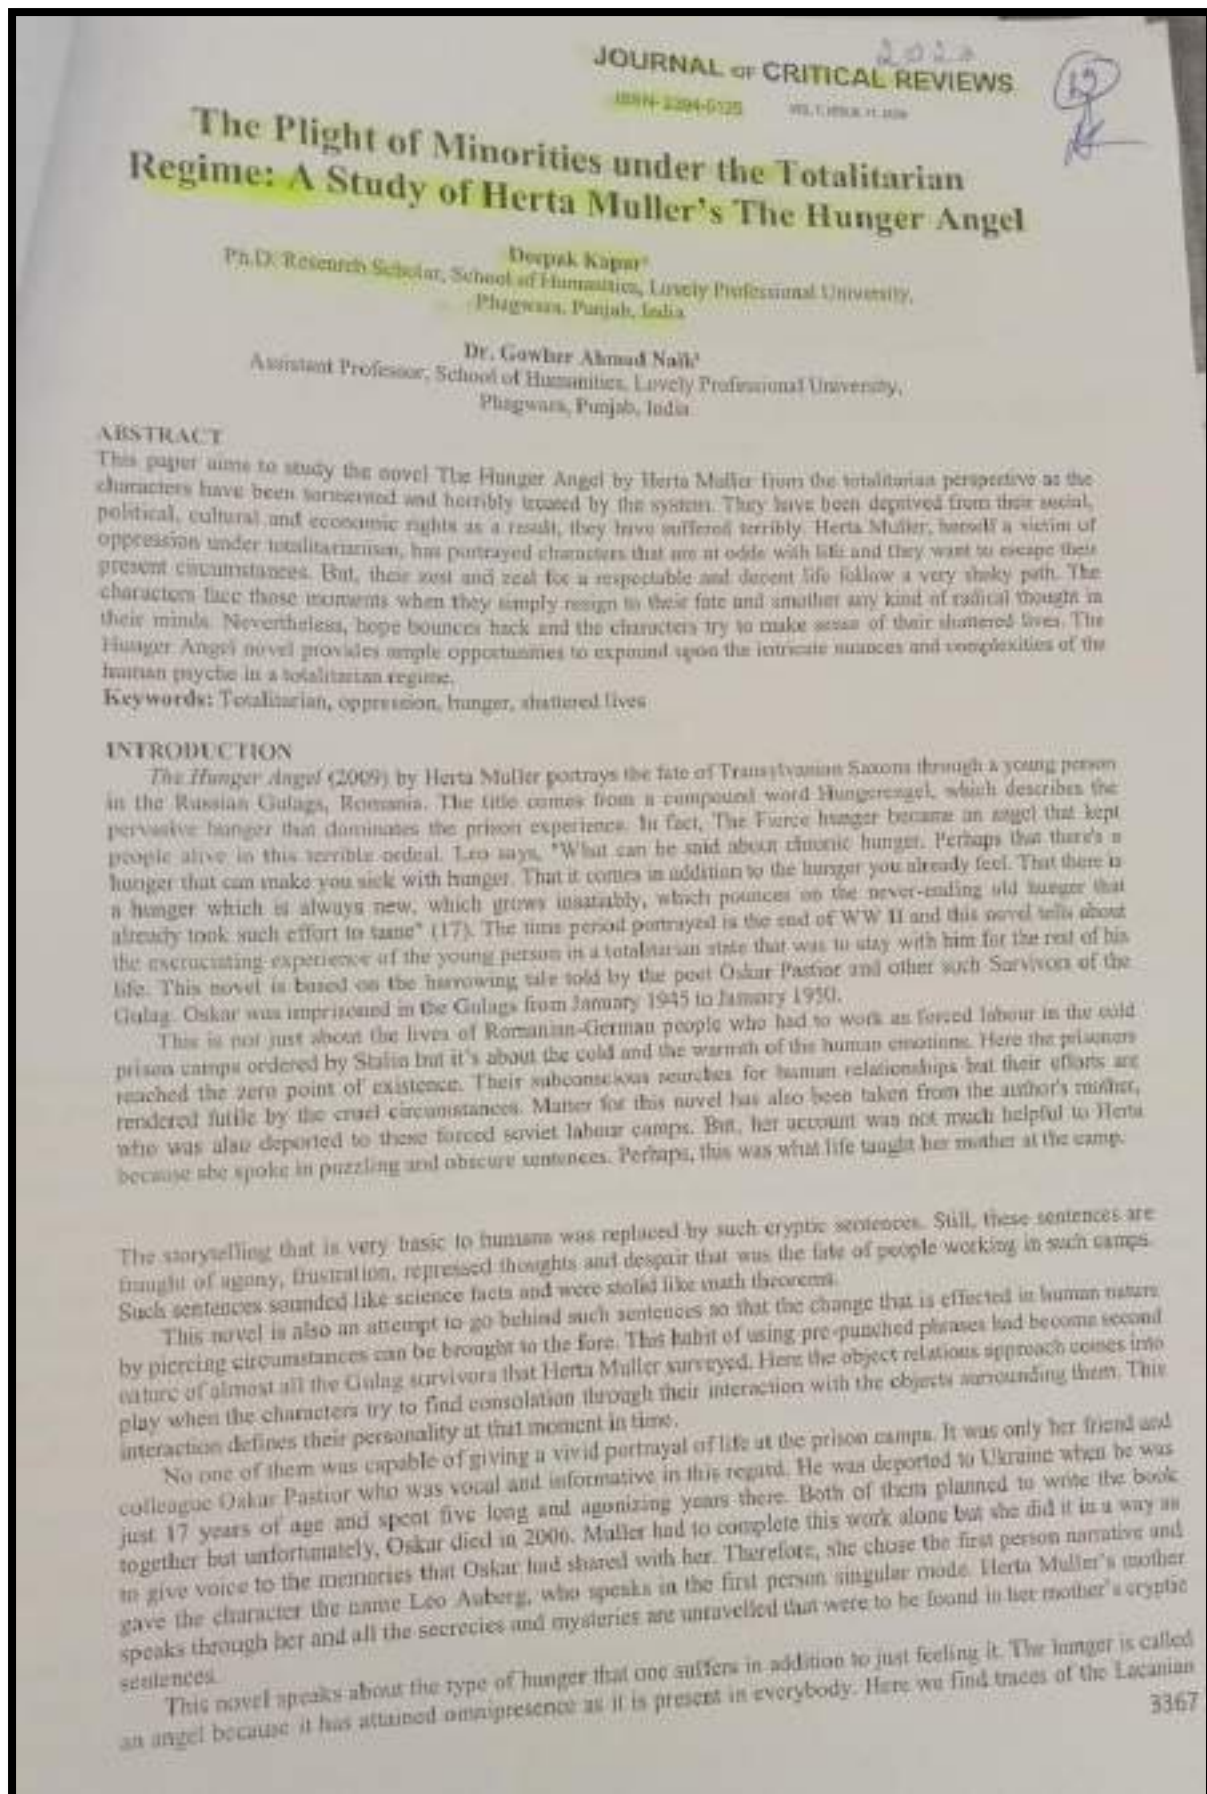 2020
JOURNAL OF CRITICAL REVIEWS
ISSN- 2394-5125 VOL 7, ISSUE 11, 2020
The Plight of Minorities under the Totalitarian
Regime: A Study of Herta Muller's The Hunger Angel
Deepak Kapur
Ph.D. Research Scholar, School of Humanities, Lovely Professional University,
Phagwara, Punjab, India
Dr. Gowher Ahmad Naik
Assistant Professor, School of Humanities, Lovely Professional University,
Phagwara, Punjab, India
ABSTRACT
This paper aims to study the novel The Hunger Angel by Herta Muller from the totalitarian perspective as the
characters have been tormented and horribly treated by the system. They have been deprived from their social,
political, cultural and economic rights as a result, they have suffered terribly. Herta Muller, herself a victim of
oppression under totalitarianism, has portrayed characters that are at odds with life and they want to escape their
present circumstances. But, their zest and zeal for a respectable and decent life follow a very shaky path. The
characters face those moments when they simply resign to their fate and smother any kind of radical thought in
their minds. Nevertheless, hope bounces back and the characters try to make sense of their shattered lives. The
Hunger Angel novel provides ample opportunities to expound upon the intricate nuances and complexities of the
human psyche in a totalitarian regime.
Keywords: Totalitarian, oppression, hunger, shattered lives
INTRODUCTION
The Hunger Angel (2009) by Herta Muller portrays the fate of Transylvanian Saxons through a young person
in the Russian Gulags, Romania. The title comes from a compound word Hungerengel, which describes the
pervasive hunger that dominates the prison experience. In fact, The Fierce hunger became an angel that kept
people alive in this terrible ordeal. Leo says, "What can be said about chronic hunger. Perhaps that there's a
hunger that can make you sick with hunger. That it comes in addition to the hunger you already feel. That there is
a hunger which is always new, which grows insatiably, which pounces on the never-ending old hunger that
already took such effort to tame" (17). The time period portrayed is the end of WW II and this novel tells about
the excruciating experience of the young person in a totalitarian state that was to stay with him for the rest of his
life. This novel is based on the harrowing tale told by the poet Oskar Pastior and other such Survivors of the
Gulag. Oskar was imprisoned in the Gulags from January 1945 to January 1950.
This is not just about the lives of Romanian-German people who had to work as forced labour in the cold
prison camps ordered by Stalin but it's about the cold and the warmth of the human emotions. Here the prisoners
reached the zero point of existence. Their subconscious searches for human relationships but their efforts are
rendered futile by the cruel circumstances. Matter for this novel has also been taken from the author's mother,
who was also deported to these forced soviet labour camps. But, her account was not much helpful to Herta
because she spoke in puzzling and obscure sentences. Perhaps, this was what life taught her mother at the camp.
The storytelling that is very basic to humans was replaced by such cryptic sentences. Still, these sentences are
fraught of agony, frustration, repressed thoughts and despair that was the fate of people working in such camps.
Such sentences sounded like science facts and were stolid like math theorems.
This novel is also an attempt to go behind such sentences so that the change that is effected in human nature
by piercing circumstances can be brought to the fore. This habit of using pre-punched phrases had become second
nature of almost all the Gulag survivors that Herta Muller surveyed. Here the object relations approach comes into
play when the characters try to find consolation through their interaction with the objects surrounding them. This
interaction defines their personality at that moment in time.
No one of them was capable of giving a vivid portrayal of life at the prison camps. It was only her friend and
colleague Oskar Pastior who was vocal and informative in this regard. He was deported to Ukraine when he was
just 17 years of age and spent five long and agonizing years there. Both of them planned to write the book
together but unfortunately, Oskar died in 2006. Muller had to complete this work alone but she did it in a way as
to give voice to the memories that Oskar had shared with her. Therefore, she chose the first person narrative and
gave the character the name Leo Auberg, who speaks in the first person singular mode. Herta Muller's mother
speaks through her and all the secrecies and mysteries are unravelled that were to be found in her mother's cryptic
sentences.
This novel speaks about the type of hunger that one suffers in addition to just feeling it. The hunger is called
an angel because it has attained omnipresence as it is present in everybody. Here we find traces of the Lacanian
3367